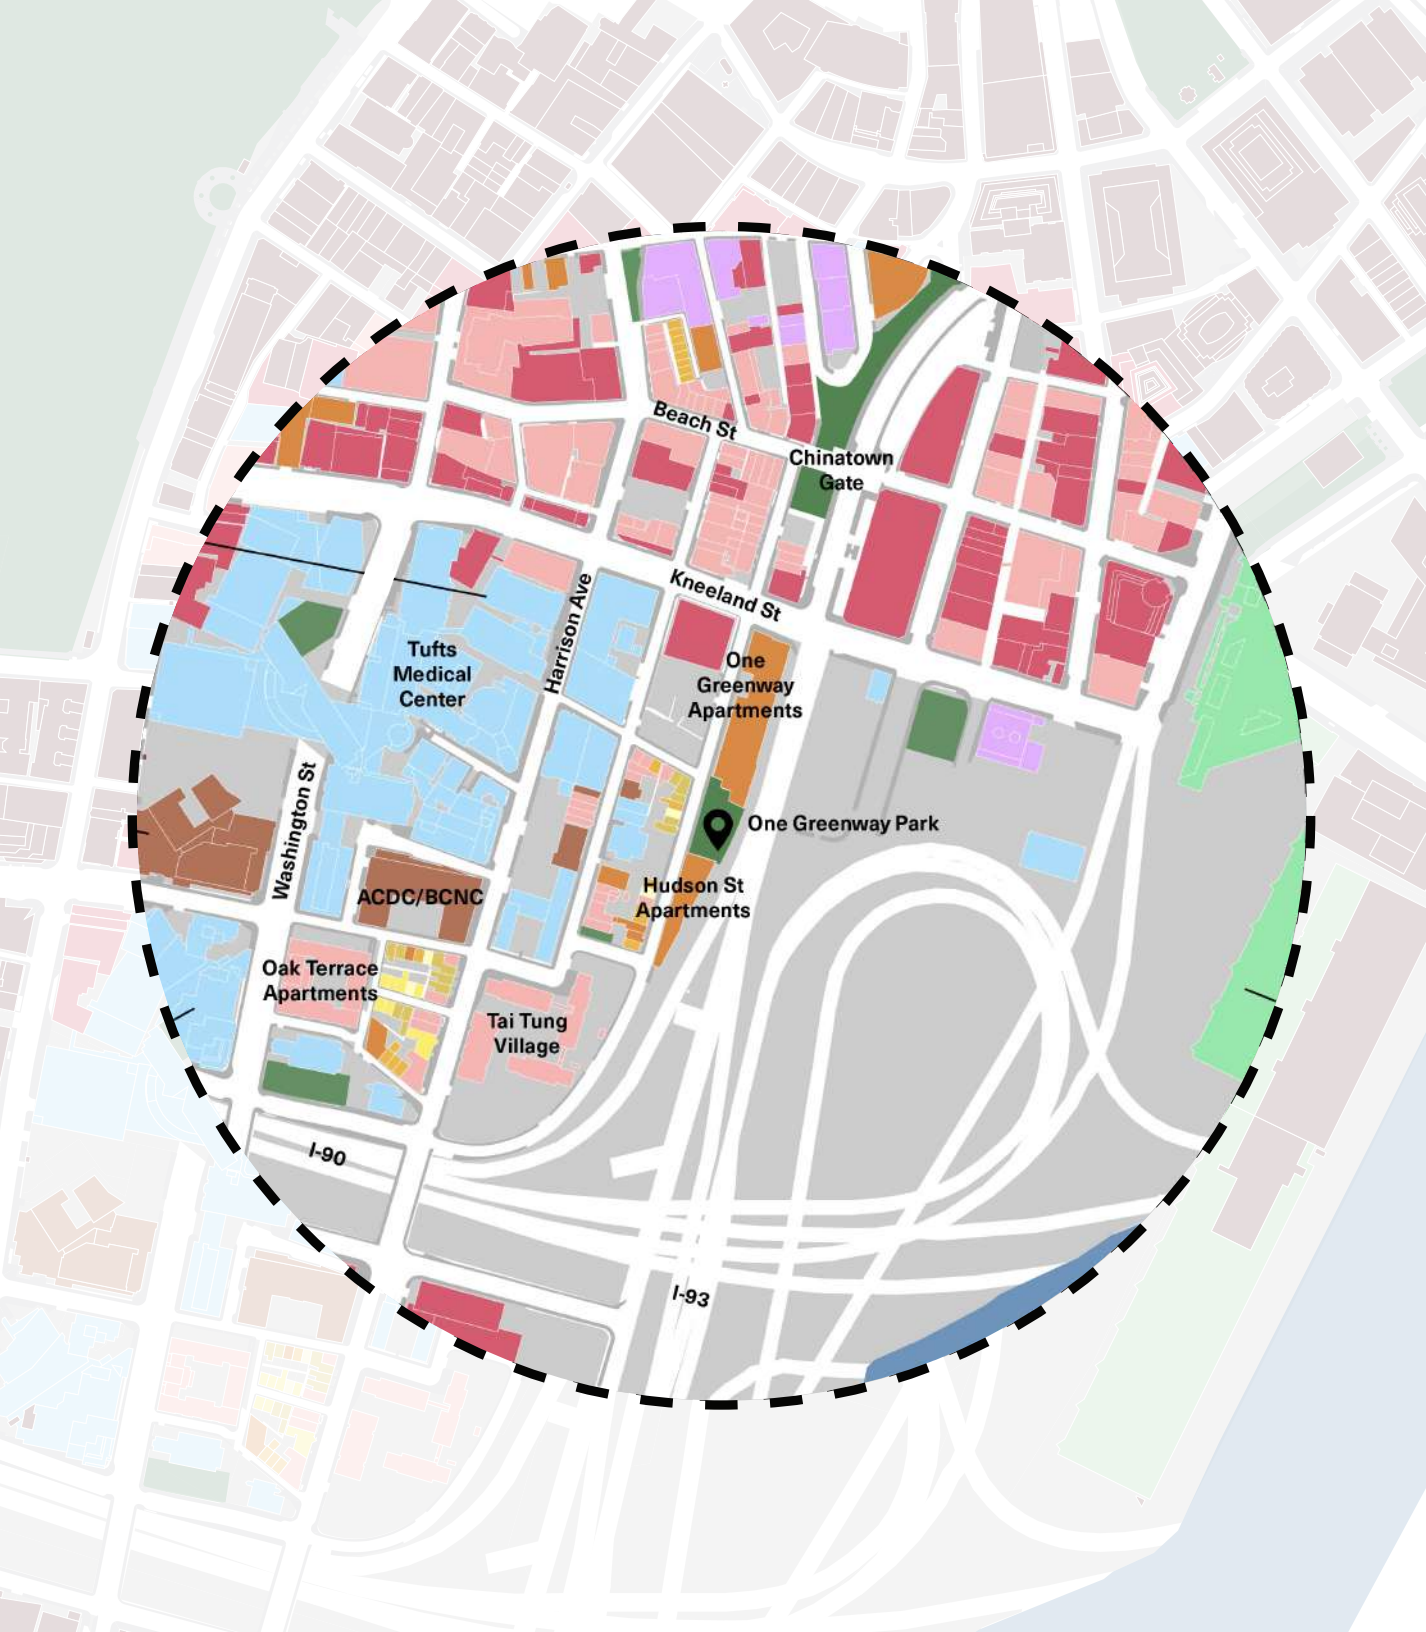 Beach St
Chinatown
Gate
Kneeland St
Harrison Ave
Tufts
Medical
Center
One
Greenway
Apartments
Washington St
One Greenway Park
ACDC/BCNC
Hudson St
Apartments
Oak Terrace
Apartments
Tai Tung
Village
I-90
I-93